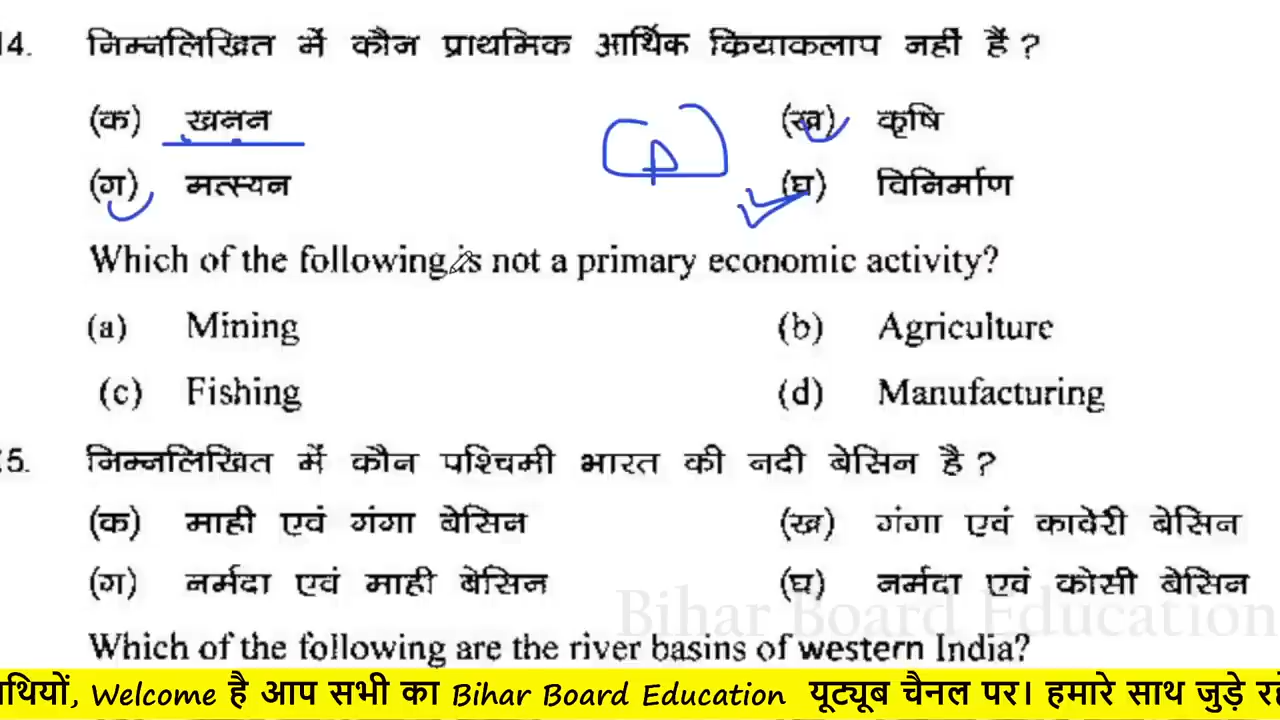 14. निम्नलिखित में कौन प्राथमिक आर्थिक क्रियाकलाप नहीं हैं ?
(क) खनन (ख) कृषि
(ग) मत्स्यन (घ) विनिर्माण
Which of the following is not a primary economic activity?
(a) Mining (b) Agriculture
(c) Fishing (d) Manufacturing
5. निम्नलिखित में कौन पश्चिमी भारत की नदी बेसिन है ?
(क) माही एवं गंगा बेसिन (ख) गंगा एवं कावेरी बेसिन
(ग) नर्मदा एवं माही बेसिन (घ) नर्मदा एवं कोसी बेसिन
Bihar Board Education
Which of the following are the river basins of western India?
Welcome है आप सभी का Bihar Board Education यूट्यूब चैनल पर। हमारे साथ जुड़े